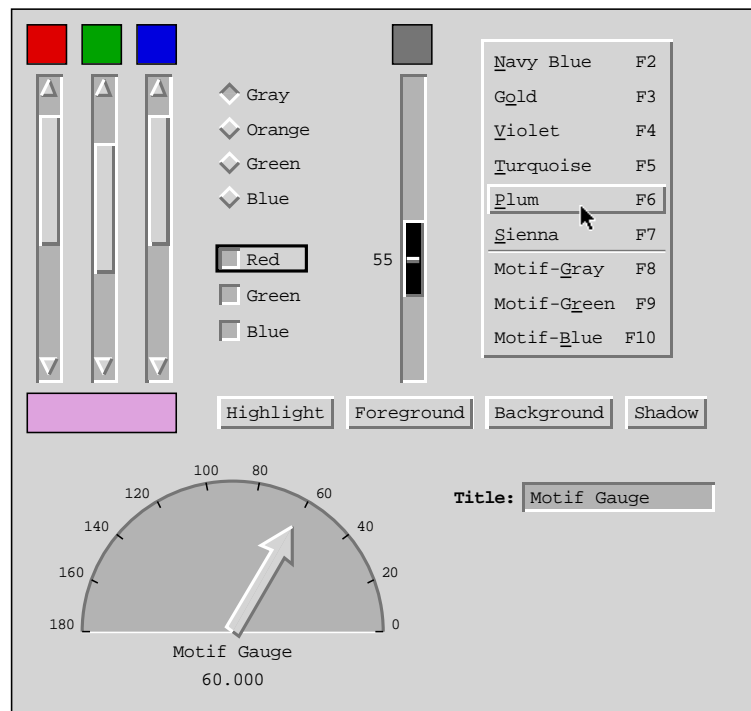 Navy Blue F2
Gold F3
Violet F4
Turquoise F5
Plum F6
Sienna F7
Motif-Gray F8
Motif-Green F9
Motif-Blue F10
Gray
Orange
Green
Blue
Red
Green
Blue
55
Highlight
Foreground
Background
Shadow
Title: Motif Gauge
180
160
140
120
100
80
60
40
20
0
Motif Gauge
60.000